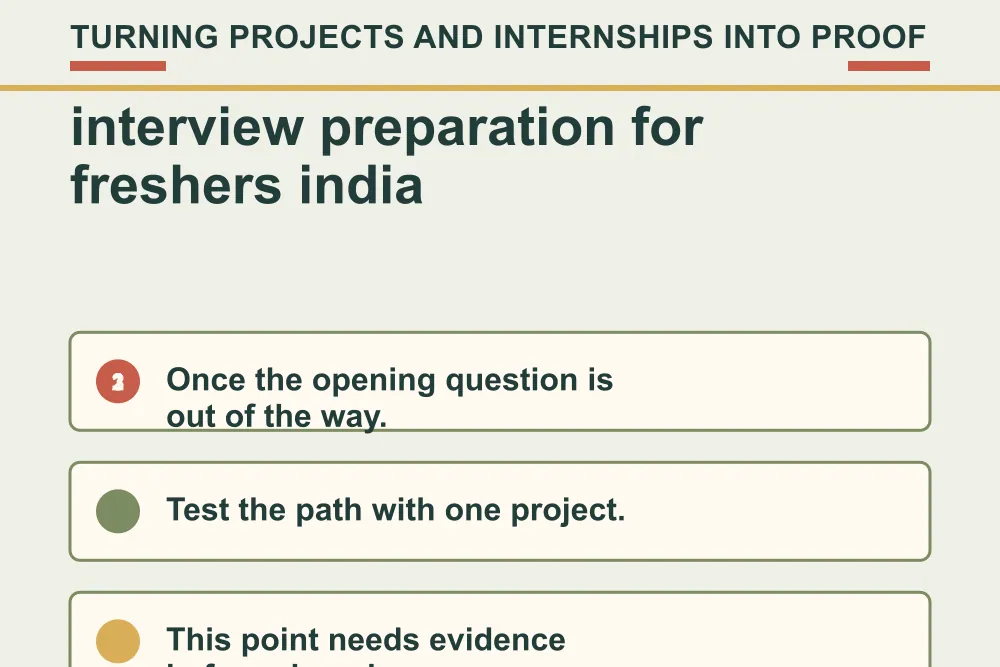 TURNING PROJECTS AND INTERNSHIPS INTO PROOF
interview preparation for
freshers india
Once the opening question is
out of the way.
Test the path with one project.
This point needs evidence